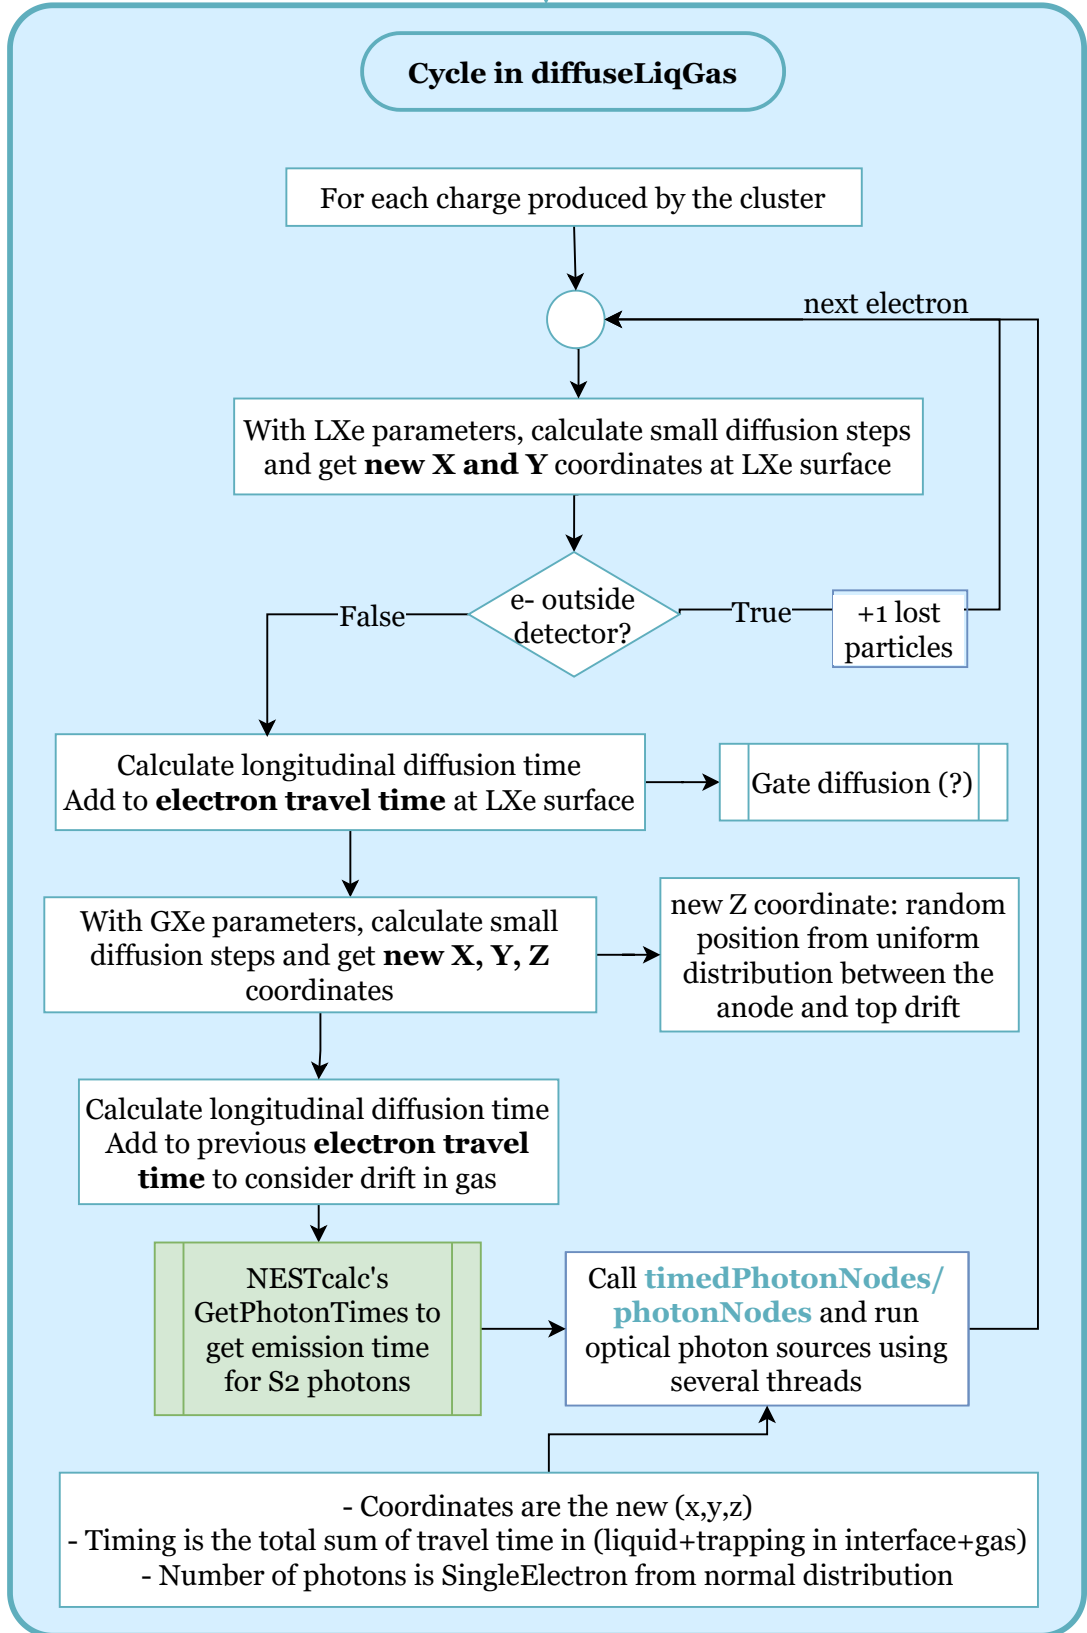 Cycle in diffuseLiqGas
For each charge produced by the cluster
next electron
With LXe parameters, calculate small diffusion steps
and get new X and Y coordinates at LXe surface
e- outside
detector?
False
True
+1 lost
particles
Calculate longitudinal diffusion time
Add to electron travel time at LXe surface
Gate diffusion (?)
With GXe parameters, calculate small
diffusion steps and get new X, Y, Z
coordinates
new Z coordinate: random
position from uniform
distribution between the
anode and top drift
Calculate longitudinal diffusion time
Add to previous electron travel
time to consider drift in gas
NESTcalc's
GetPhotonTimes to
get emission time
for S2 photons
Call timedPhotonNodes/
photonNodes and run
optical photon sources using
several threads
- Coordinates are the new (x,y,z)
- Timing is the total sum of travel time in (liquid+trapping in interface+gas)
- Number of photons is SingleElectron from normal distribution